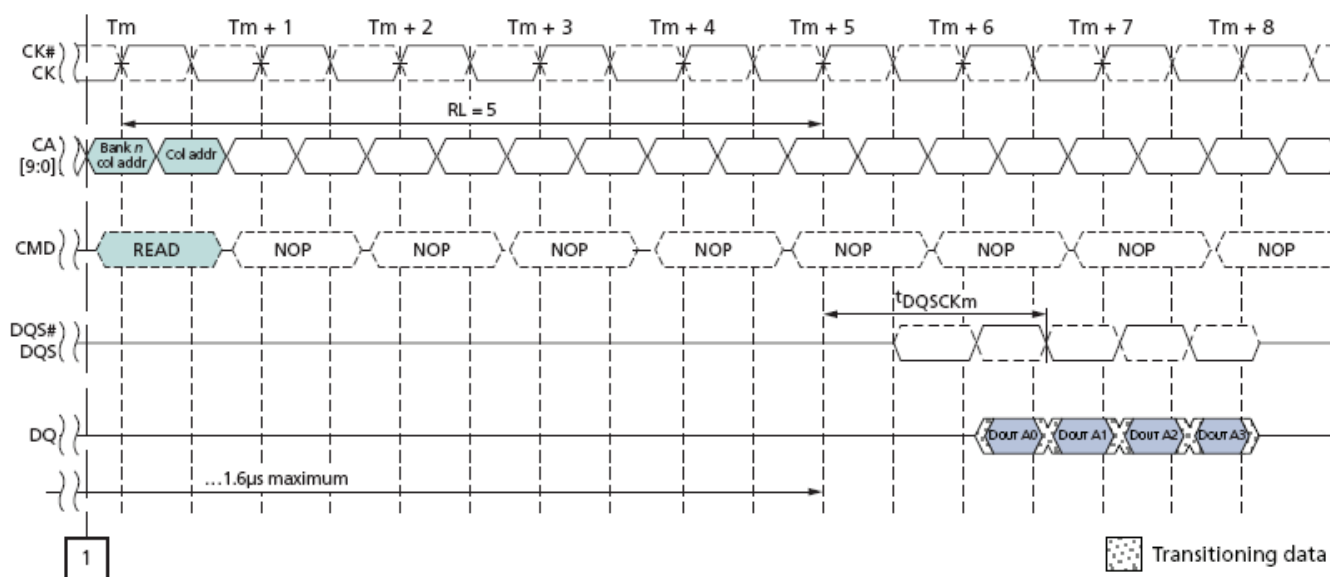 Tm Tm + 1 Tm + 2 Tm + 3 Tm + 4 Tm + 5 Tm + 6 Tm + 7 Tm + 8
CK#
CK
RL = 5
CA
[9:0]
Bank n
col addr
Col addr
CMD READ NOP NOP NOP NOP NOP NOP NOP NOP
tDQSCKm
DQS#
DQS
DQ DOUT A0 DOUT A1 DOUT A2 DOUT A3
...1.6µs maximum
1
Transitioning data